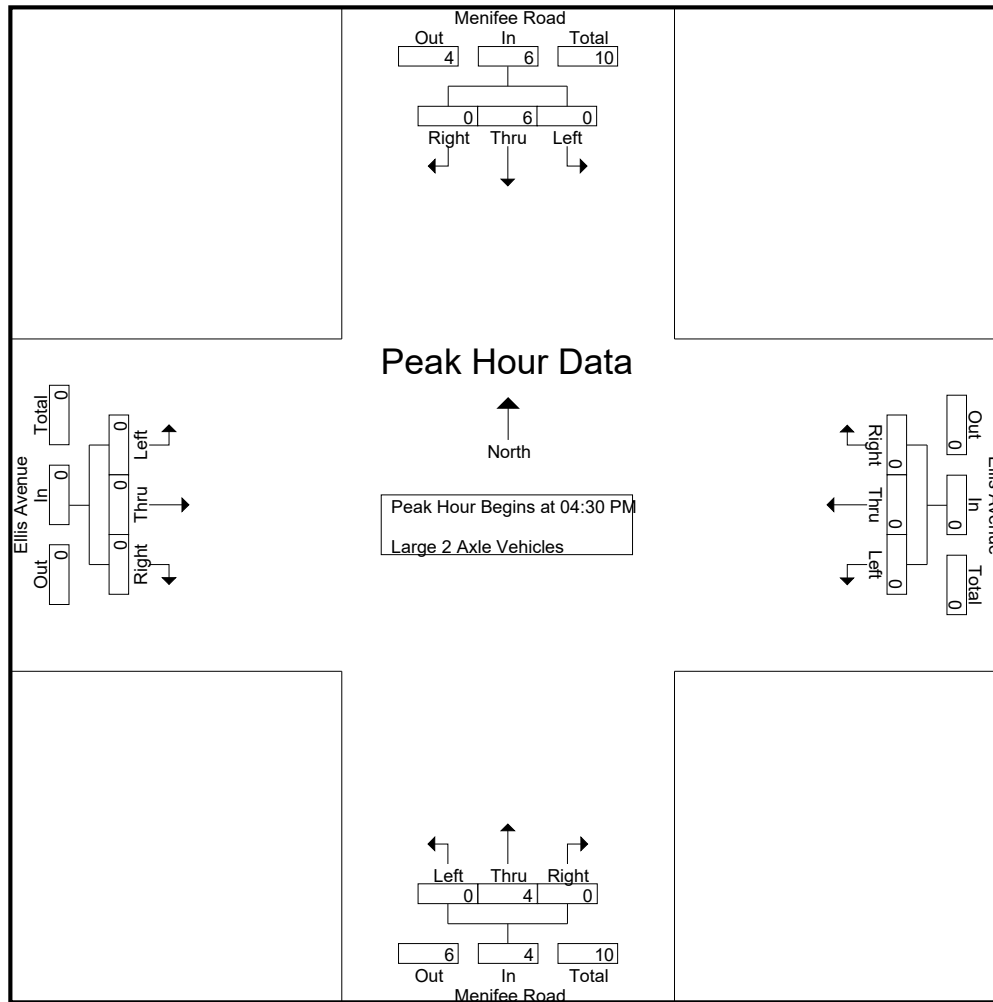 Menifee Road
Out In Total
4 6 10
0 6 0
Right Thru Left
Peak Hour Data
North
Peak Hour Begins at 04:30 PM
Large 2 Axle Vehicles
Ellis Avenue
Out In Total
0 0 0
0 0 0
Right Thru Left
Ellis Avenue
Out In Total
0 0 0
Right Thru Left
0 0 0
Left Thru Right
0 4 0
6 4 10
Out In Total
Menifee Road